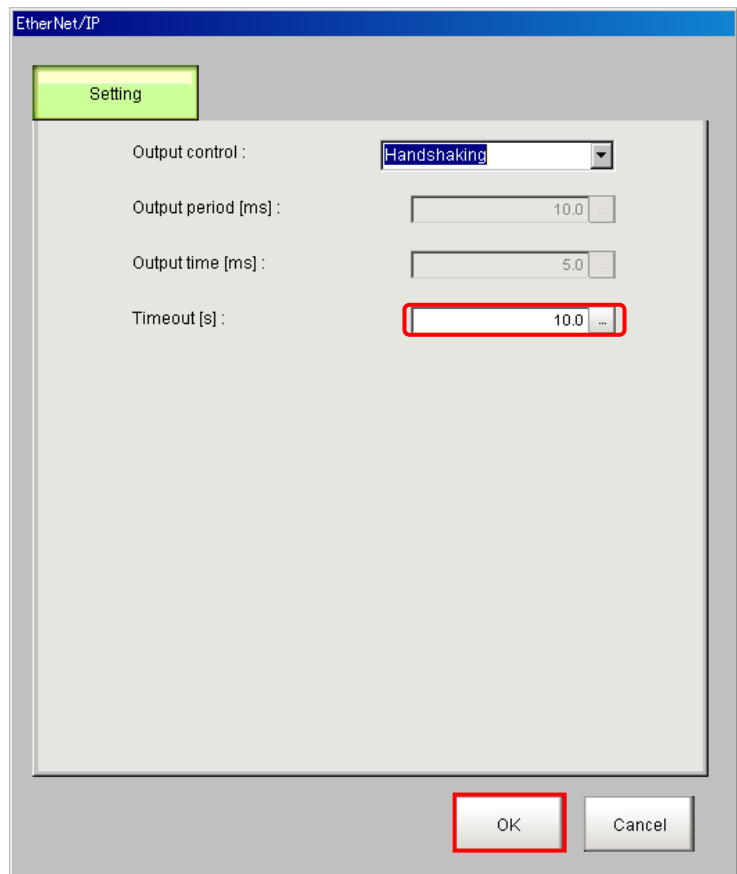 EtherNet/IP
Setting
Output control : Handshaking
Output period [ms] : 10.0
Output time [ms] : 5.0
Timeout [s] : 10.0 ...
OK Cancel